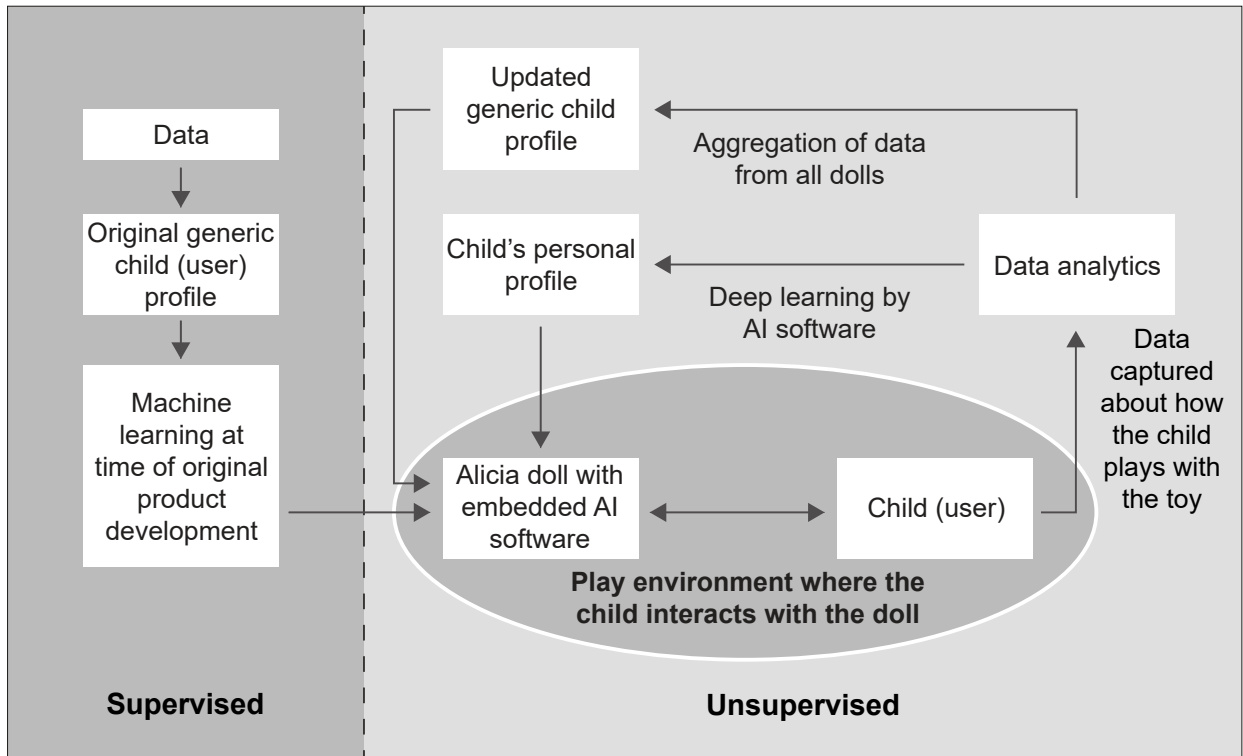 Data
Original generic
child (user)
profile
Machine
learning at
time of original
product
development
Supervised
Updated
generic child
profile
Aggregation of data
from all dolls
Child’s personal
profile
Deep learning by
AI software
Data analytics
Data
captured
about how
the child
plays with
the toy
Alicia doll with
embedded AI
software
Child (user)
Play environment where the
child interacts with the doll
Unsupervised